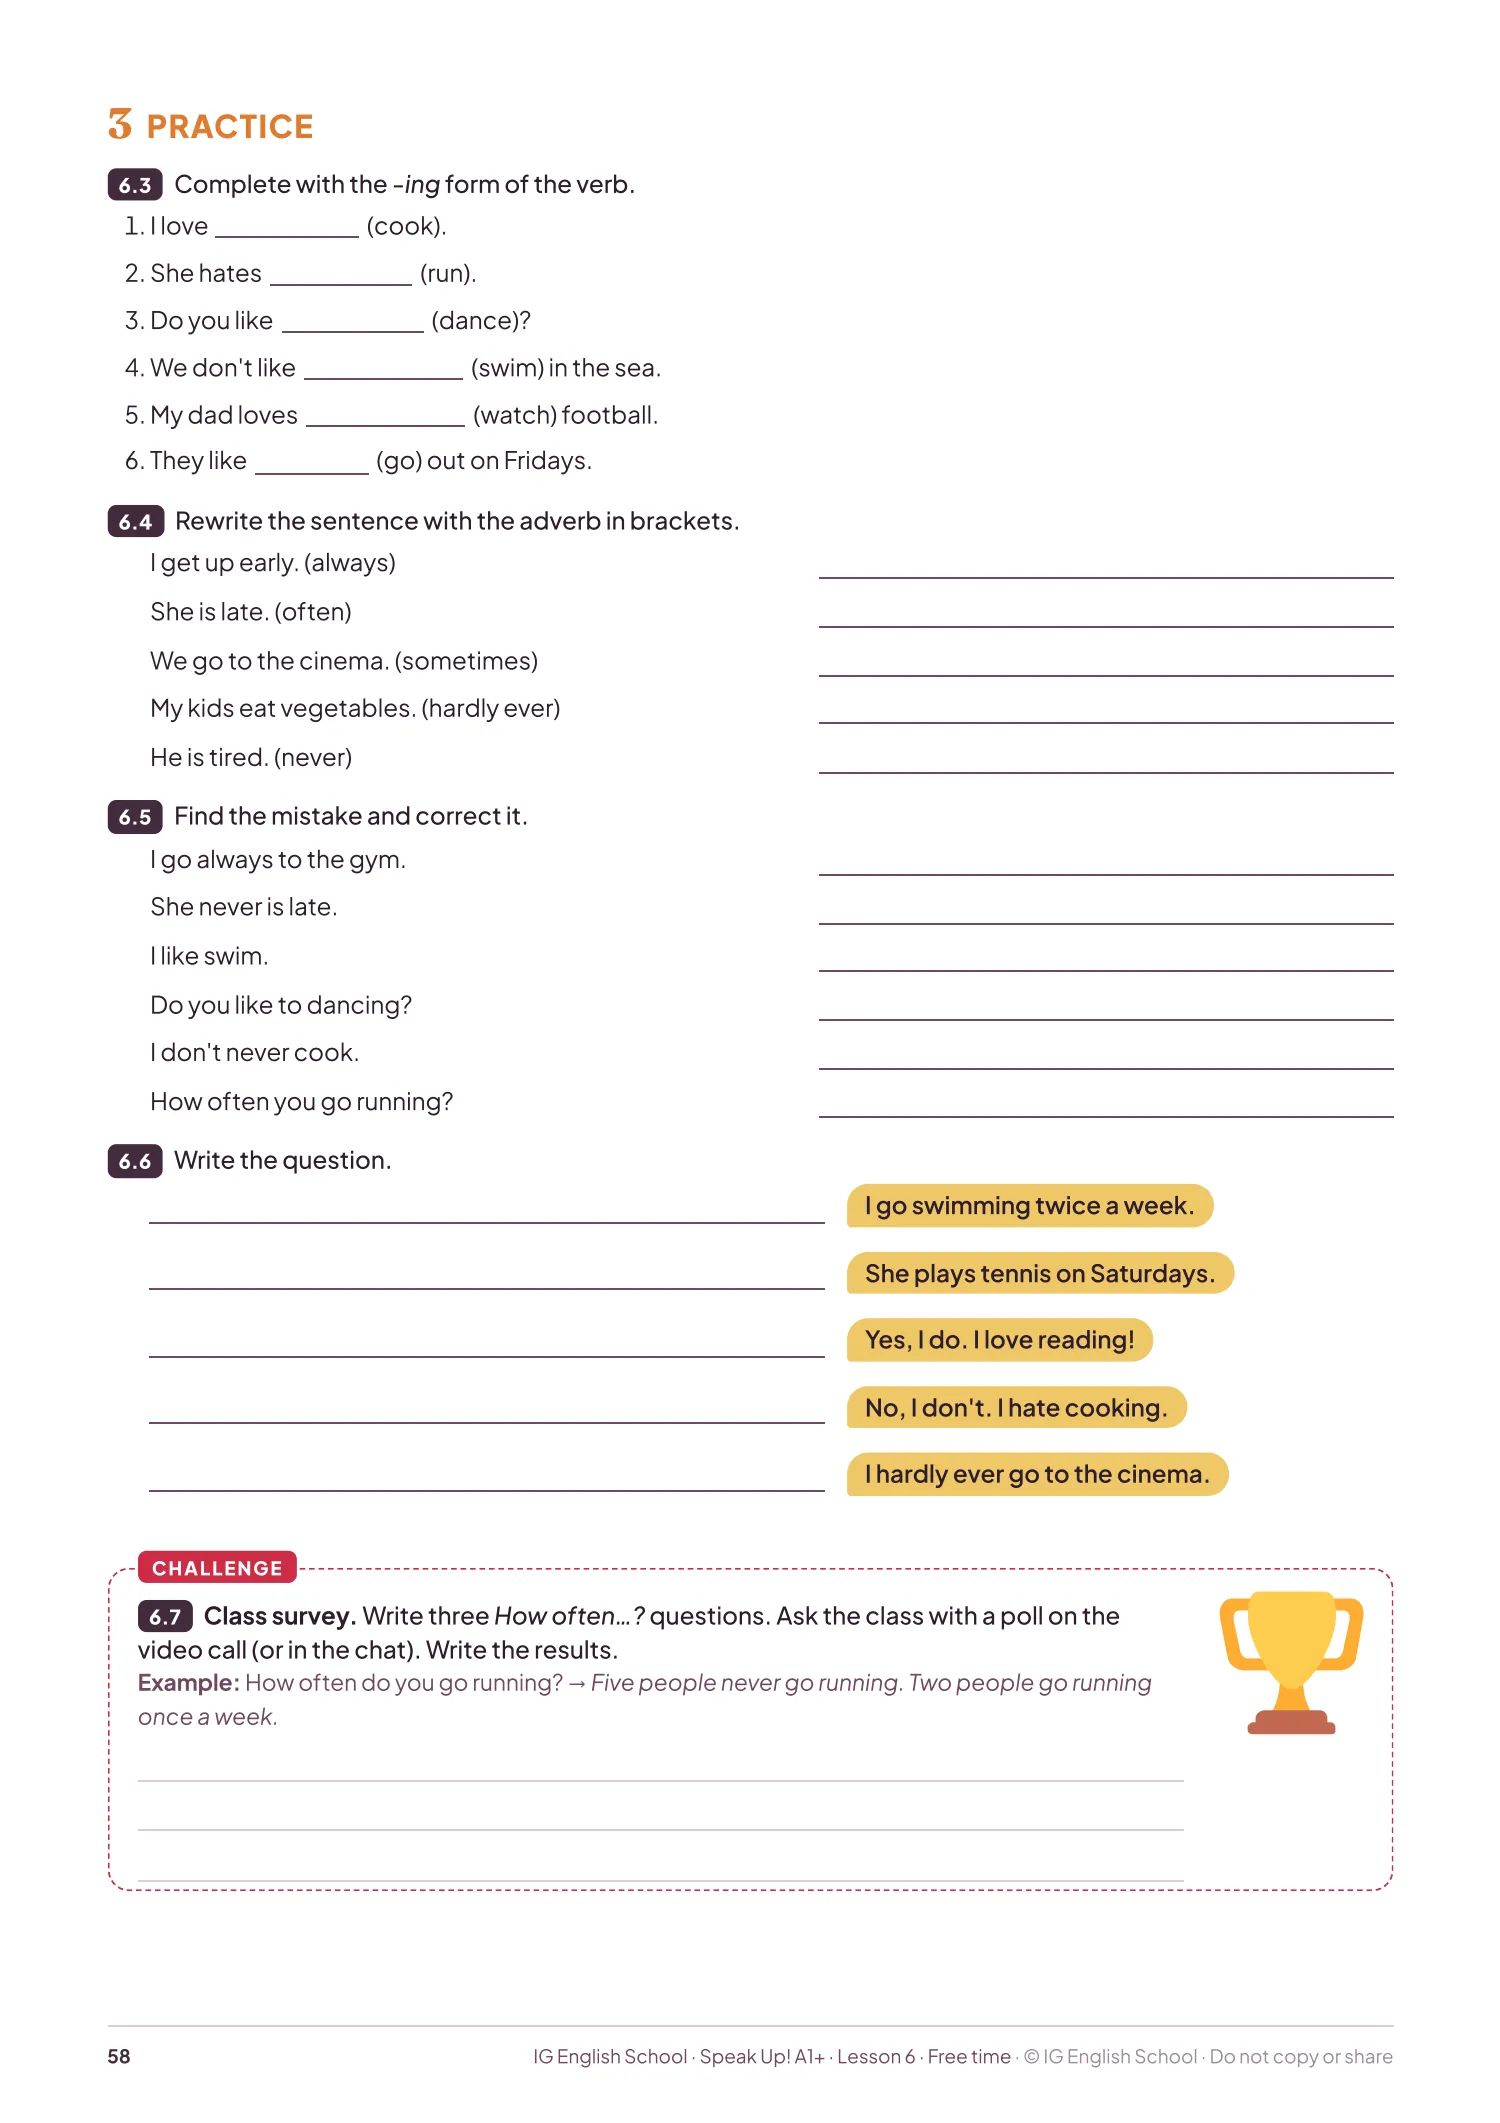 3 PRACTICE
6.3 Complete with the -ing form of the verb.
1. I love ____________ (cook).
2. She hates ____________ (run).
3. Do you like ____________ (dance)?
4. We don't like ____________ (swim) in the sea.
5. My dad loves ____________ (watch) football.
6. They like ____________ (go) out on Fridays.
6.4 Rewrite the sentence with the adverb in brackets.
I get up early. (always)
She is late. (often)
We go to the cinema. (sometimes)
My kids eat vegetables. (hardly ever)
He is tired. (never)
6.5 Find the mistake and correct it.
I go always to the gym.
She never is late.
I like swim.
Do you like to dancing?
I don't never cook.
How often you go running?
6.6 Write the question.
I go swimming twice a week.
She plays tennis on Saturdays.
Yes, I do. I love reading!
No, I don't. I hate cooking.
I hardly ever go to the cinema.
CHALLENGE
6.7 Class survey. Write three How often...? questions. Ask the class with a poll on the
video call (or in the chat). Write the results.
Example: How often do you go running? → Five people never go running. Two people go running
once a week.
58 IG English School · Speak Up! A1+ · Lesson 6 · Free time · © IG English School · Do not copy or share